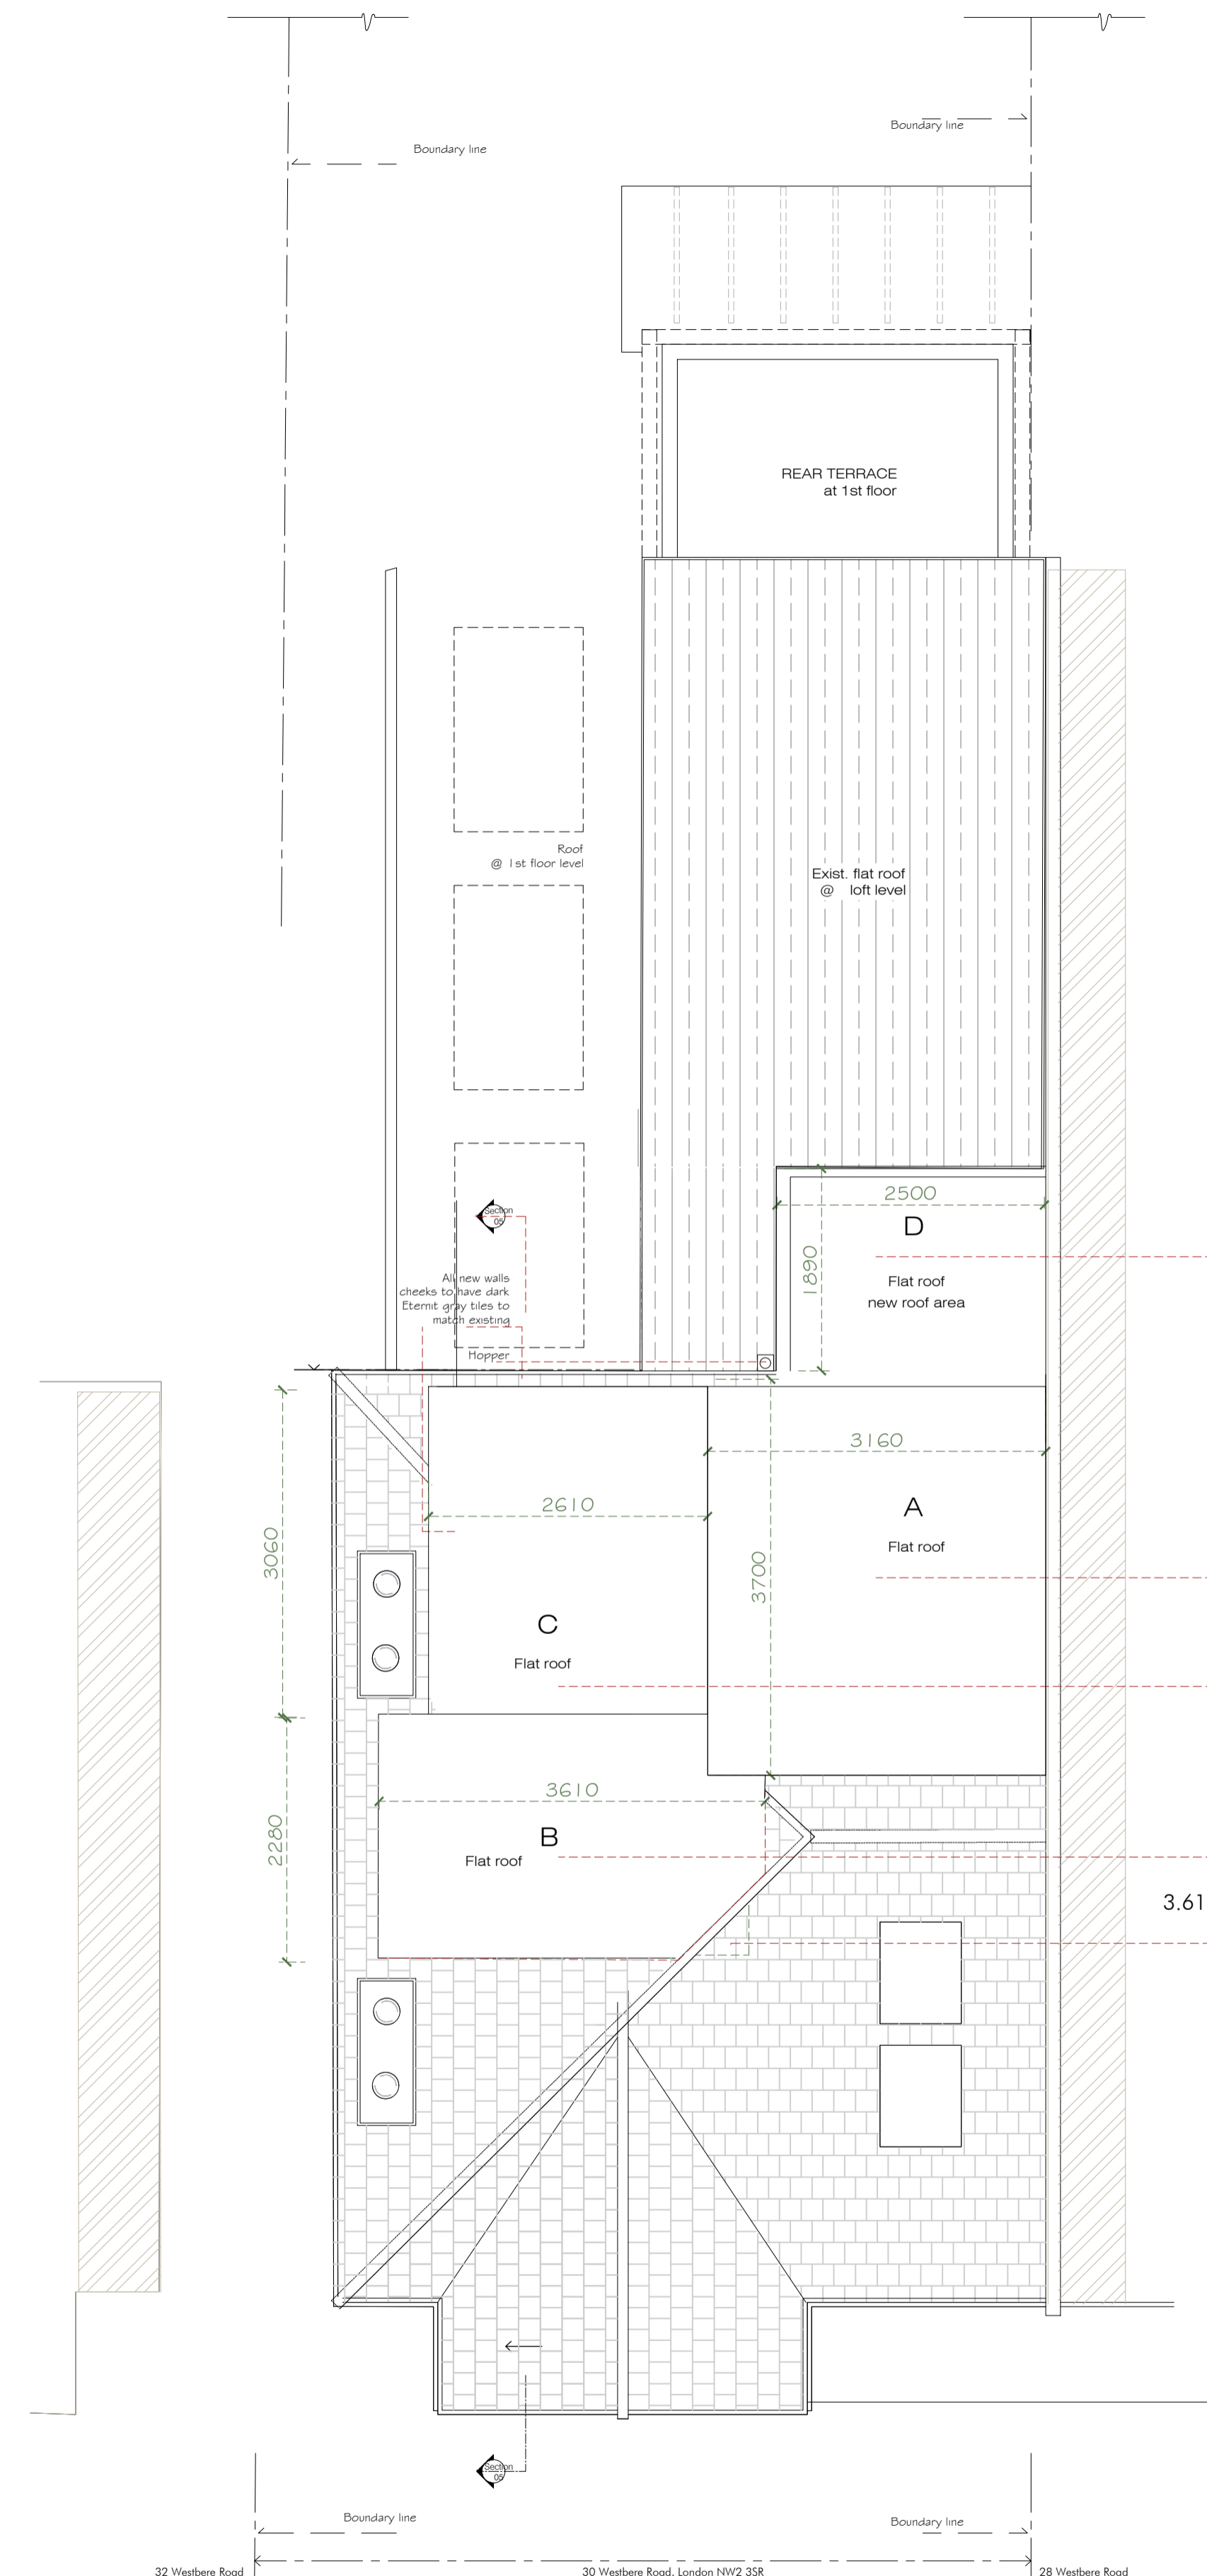 Boundary line
Boundary line
REAR TERRACE
at 1st floor
Roof
@ 1st floor level
Exist. flat roof
@ loft level
2500
D
Section
05
1890
Flat roof
new roof area
All new walls
cheeks to have dark
Eternit gray tiles to
match existing
Hopper
3160
2610
A
Flat roof
3060
3700
C
Flat roof
3610
B
Flat roof
2280
3.61
Section
05
Boundary line
Boundary line
32 Westbere Road
30 Westbere Road, London NW2 3SR
28 Westbere Road